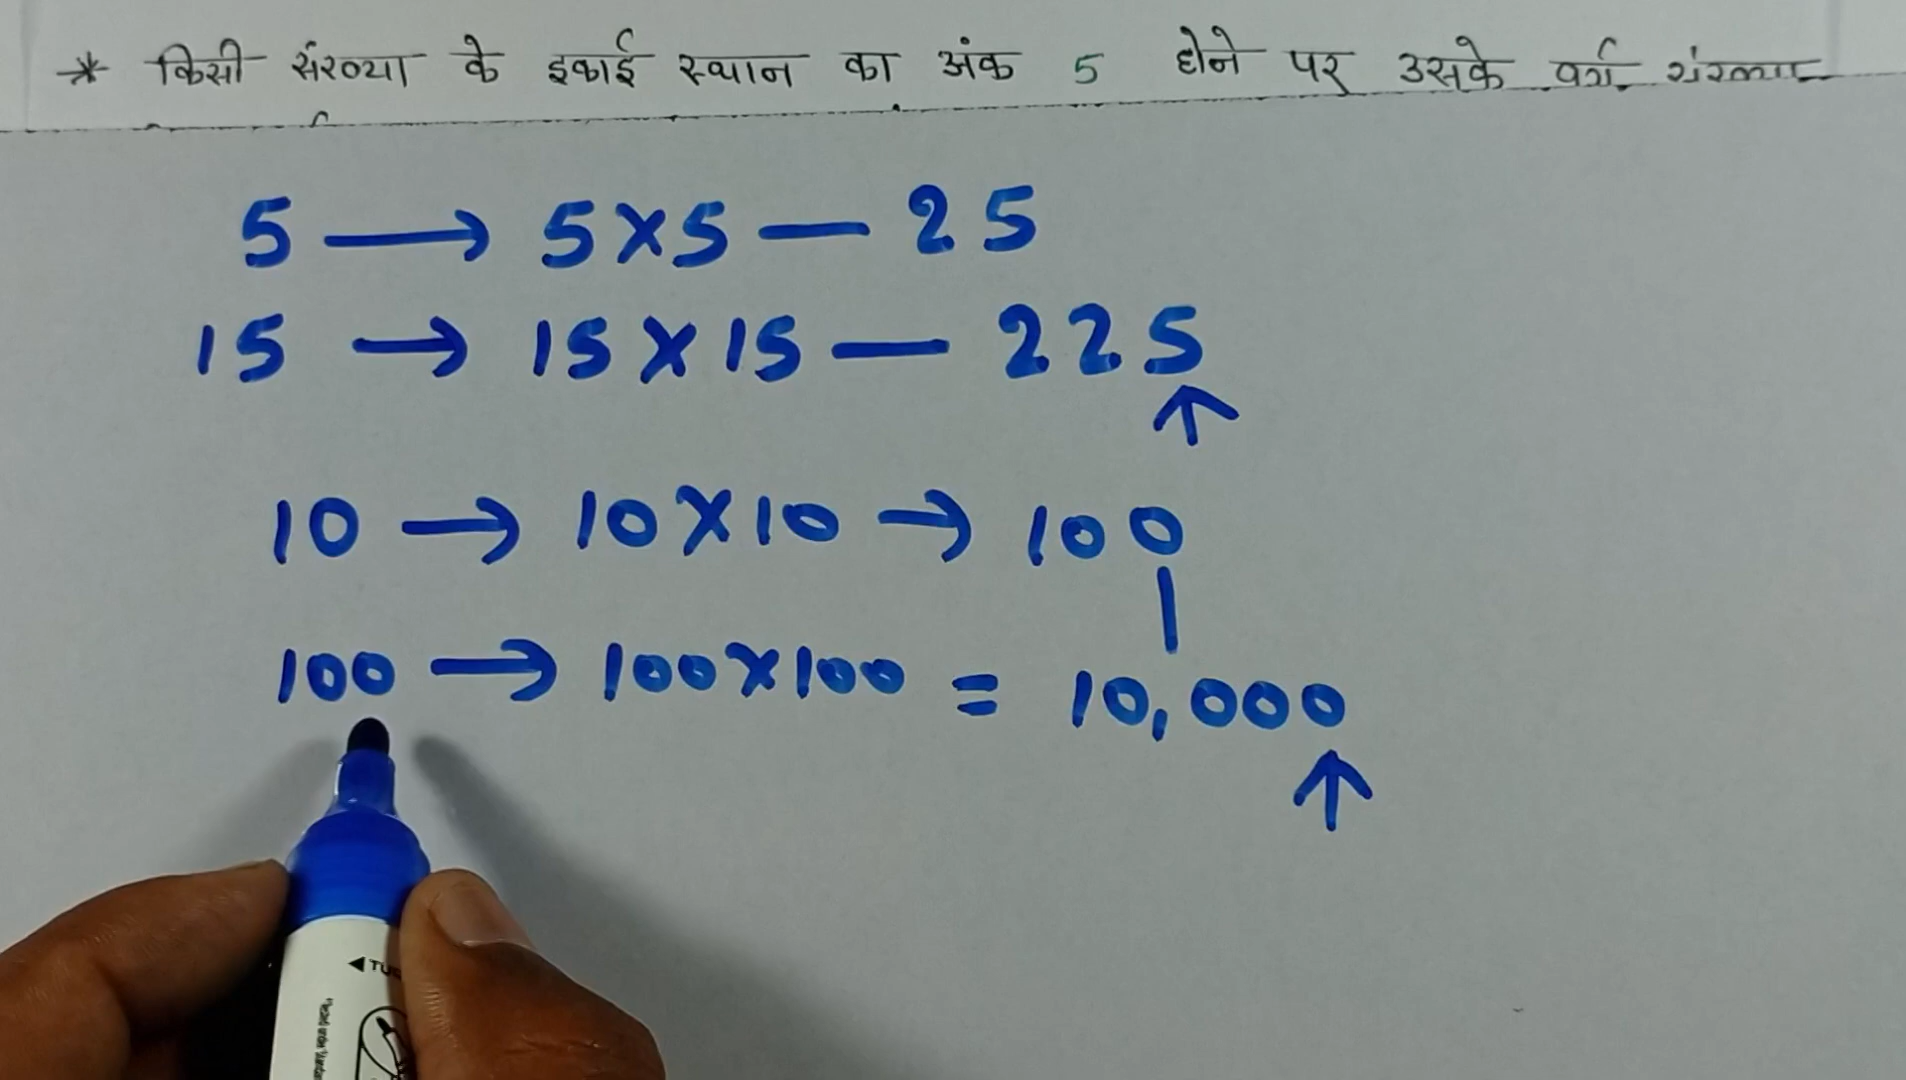 * किसी संख्या के इकाई स्थान का अंक 5 होने पर उसके वर्ग संख्या
5 → 5×5 — 25
15 → 15×15 — 225
↑
10 → 10×10 → 100
100 → 100×100 = 10,000
↑